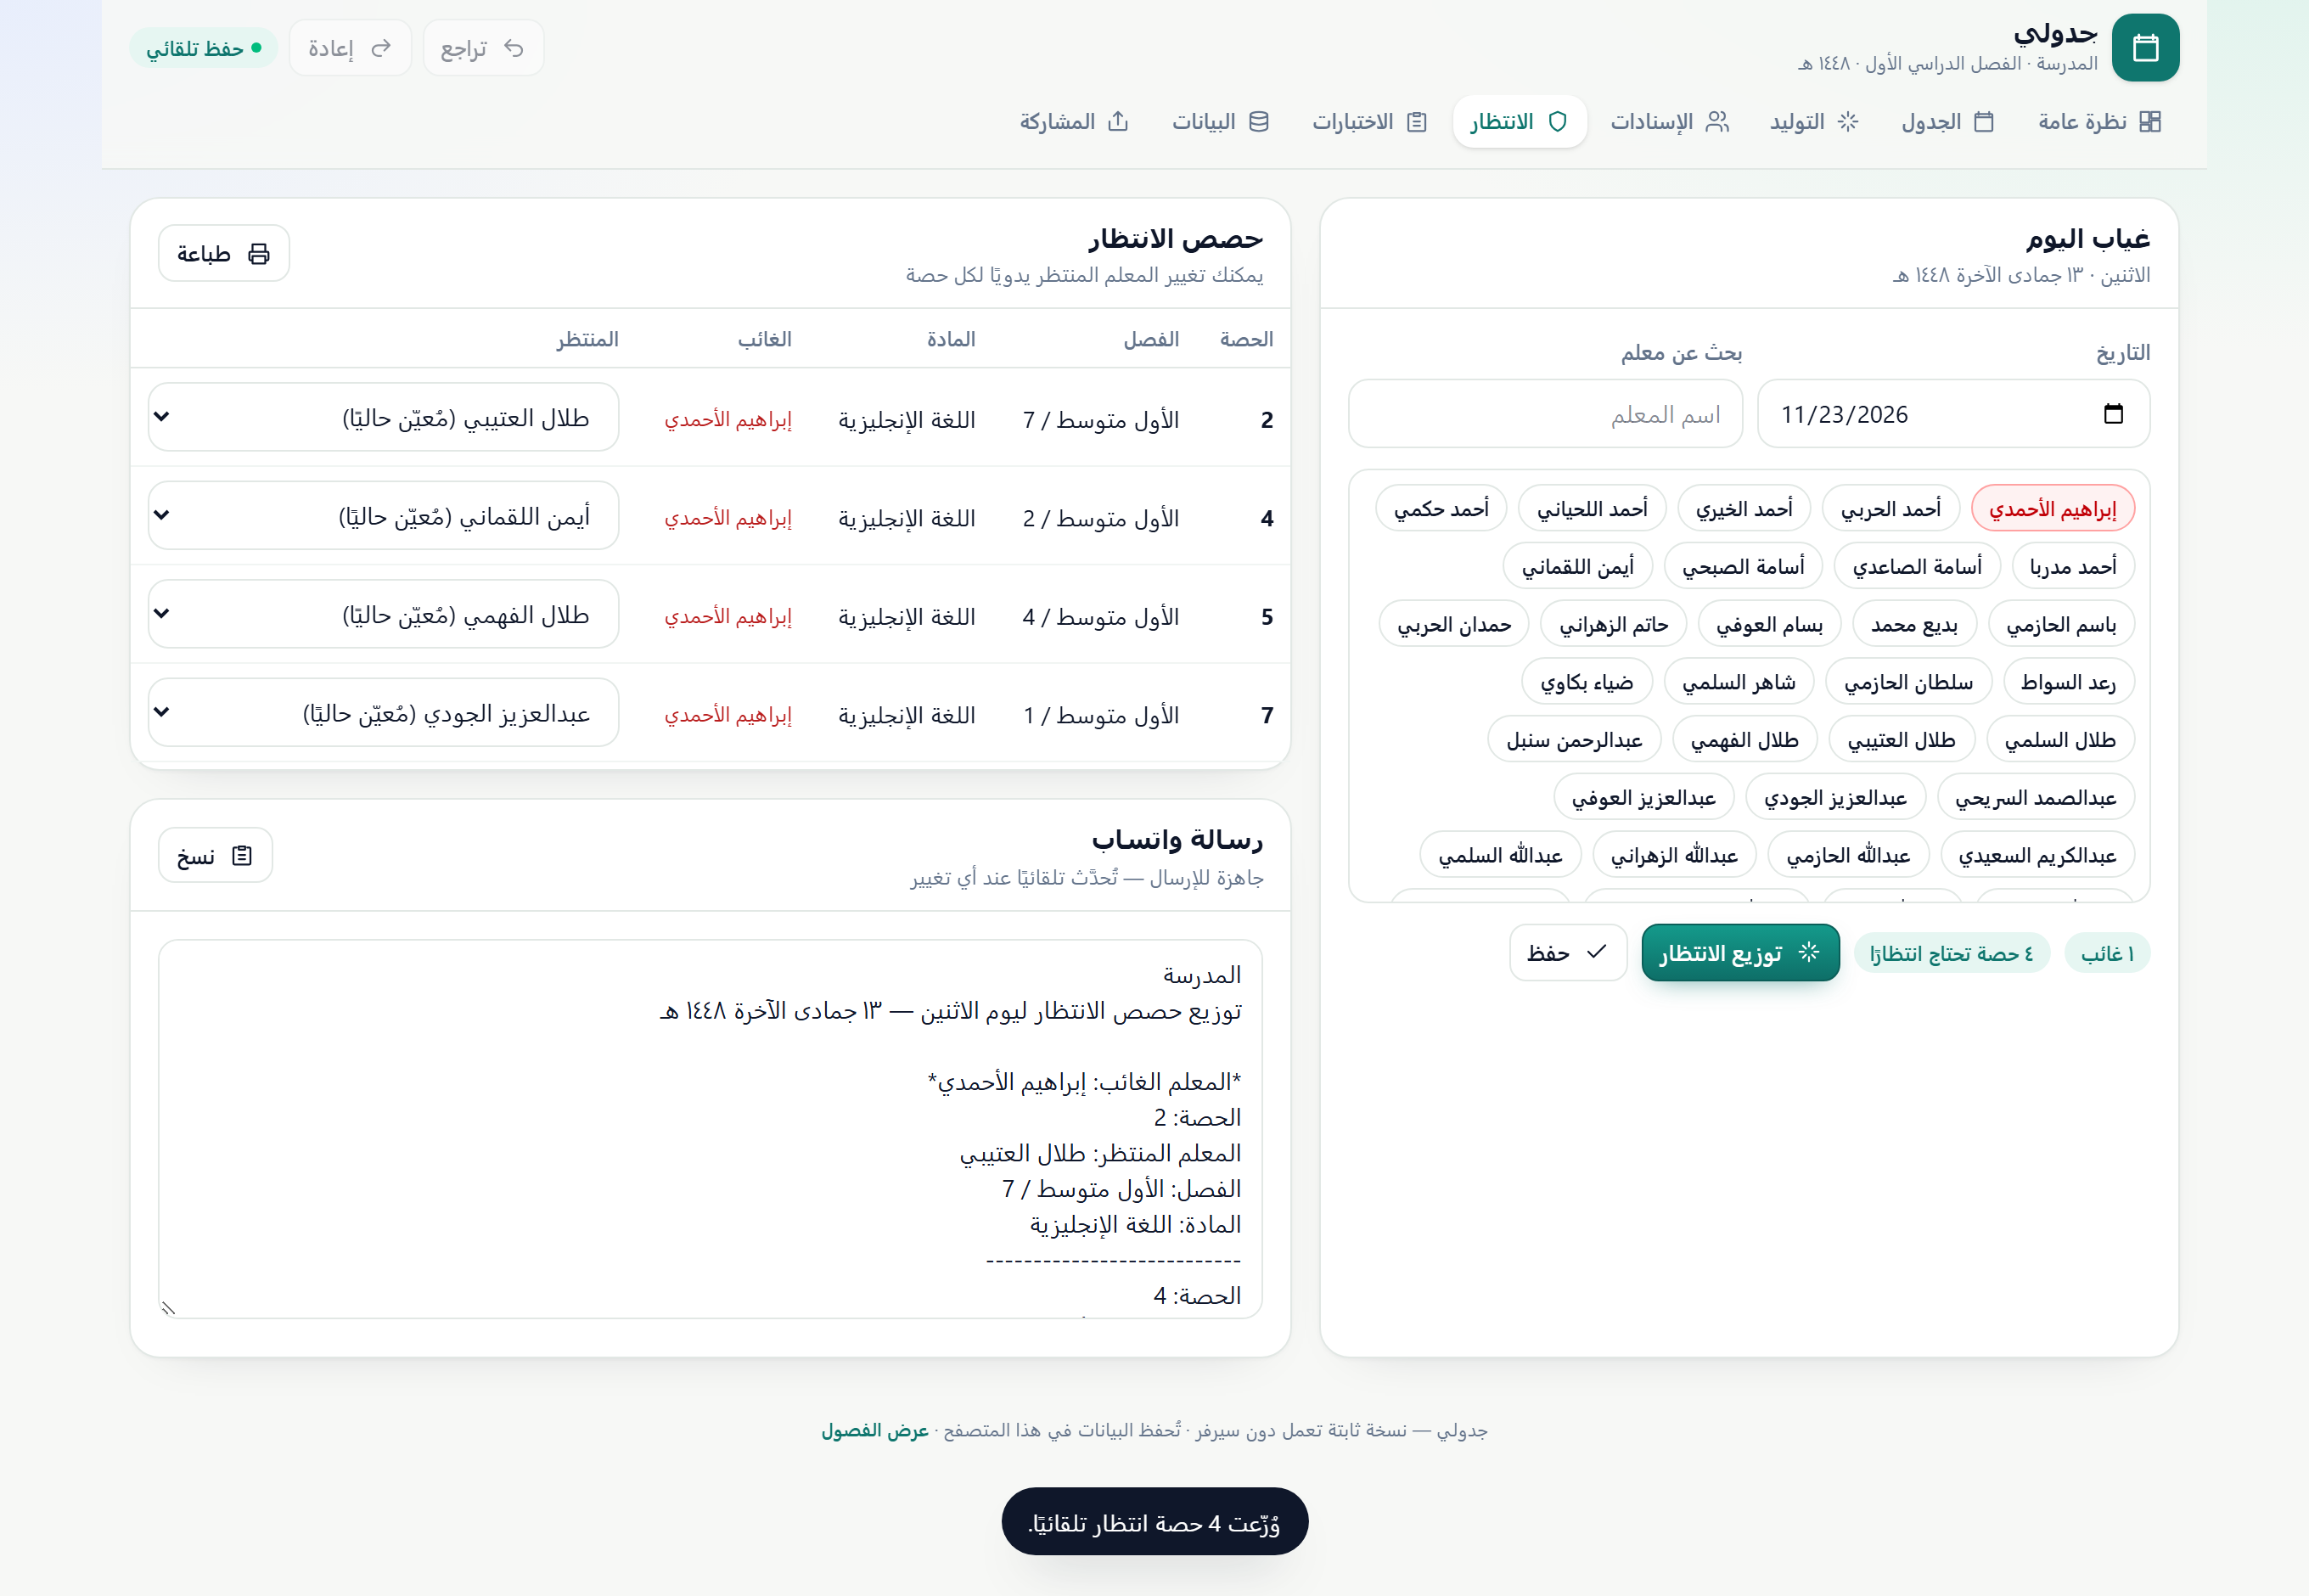 جدولي
المدرسة · الفصل الدراسي الأول · ١٤٤٨ هـ
تراجع
إعادة
حفظ تلقائي
نظرة عامة
الجدول
التوليد
الإسنادات
الانتظار
الاختبارات
البيانات
المشاركة
غياب اليوم
الاثنين · ١٣ جمادى الآخرة ١٤٤٨ هـ
التاريخ
بحث عن معلم
11/23/2026
اسم المعلم
إبراهيم الأحمدي
أحمد الحربي
أحمد الخيري
أحمد اللحياني
أحمد حكمي
أحمد مدربا
أسامة الصاعدي
أسامة الصبحي
أيمن اللقماني
باسم الحازمي
بديع محمد
بسام العوفي
حاتم الزهراني
حمدان الحربي
رعد السواط
سلطان الحازمي
شاهر السلمي
ضياء بكاوي
طلال السلمي
طلال العتيبي
طلال الفهمي
عبدالرحمن سنبل
عبدالصمد السريحي
عبدالعزيز الجودي
عبدالعزيز العوفي
عبدالكريم السعيدي
عبدالله الحازمي
عبدالله الزهراني
عبدالله السلمي
١ غائب
٤ حصة تحتاج انتظارًا
توزيع الانتظار
حفظ
حصص الانتظار
يمكنك تغيير المعلم المنتظر يدويًا لكل حصة
طباعة
الحصة الفصل المادة الغائب المنتظر
2 الأول متوسط / 7 اللغة الإنجليزية إبراهيم الأحمدي طلال العتيبي (مُعيّن حاليًا)
4 الأول متوسط / 2 اللغة الإنجليزية إبراهيم الأحمدي أيمن اللقماني (مُعيّن حاليًا)
5 الأول متوسط / 4 اللغة الإنجليزية إبراهيم الأحمدي طلال الفهمي (مُعيّن حاليًا)
7 الأول متوسط / 1 اللغة الإنجليزية إبراهيم الأحمدي عبدالعزيز الجودي (مُعيّن حاليًا)
رسالة واتساب
جاهزة للإرسال — تُحدَّث تلقائيًا عند أي تغيير
نسخ
المدرسة
توزيع حصص الانتظار ليوم الاثنين — ١٣ جمادى الآخرة ١٤٤٨ هـ
*المعلم الغائب: إبراهيم الأحمدي*
الحصة: 2
المعلم المنتظر: طلال العتيبي
الفصل: الأول متوسط / 7
المادة: اللغة الإنجليزية
---------------------------
الحصة: 4
جدولي — نسخة ثابتة تعمل دون سيرفر · تُحفظ البيانات في هذا المتصفح · عرض الفصول
وُزّعت 4 حصة انتظار تلقائيًا.